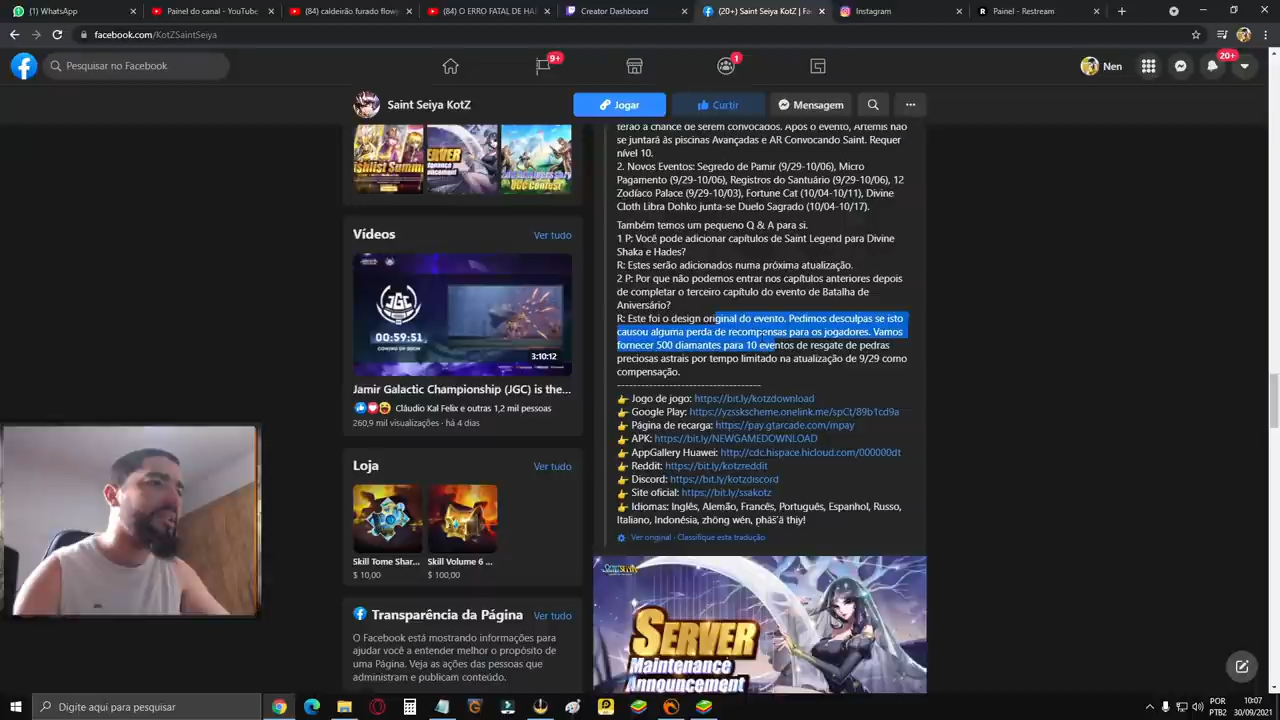 (1) WhatsApp
Painel do canal - YouTube
(84) caldeirão furado flowe
(84) O ERRO FATAL DE HA
Creator Dashboard
(20+) Saint Seiya KotZ | Fa
Instagram
Painel - Restream
facebook.com/KotZSaintSeiya
Pesquisar no Facebook
9+
1
Nen
20+
Saint Seiya KotZ
Jogar
Curtir
Mensagem
SERVER
Maintenance
UGC Contest
Vídeos
Ver tudo
JGC
00:59:51
COMING SOON
3:10:12
Jamir Galactic Championship (JGC) is the...
Cláudio Kal Felix e outras 1,2 mil pessoas
260,9 mil visualizações · há 4 dias
Loja
Ver tudo
Skill Tome Shar...
$ 10,00
Skill Volume 6 ...
$ 100,00
Transparência da Página
Ver tudo
O Facebook está mostrando informações para
ajudar você a entender melhor o propósito de
uma Página. Veja as ações das pessoas que
administram e publicam conteúdo.
terão a chance de serem convocados. Após o evento, Artemis não
se juntará às piscinas Avançadas e AR Convocando Saint. Requer
nível 10.
2. Novos Eventos: Segredo de Pamir (9/29-10/06), Micro
Pagamento (9/29-10/06), Registros do Santuário (9/29-10/06), 12
Zodíaco Palace (9/29-10/03), Fortune Cat (10/04-10/11), Divine
Cloth Libra Dohko junta-se Duelo Sagrado (10/04-10/17).
Também temos um pequeno Q & A para si.
1 P: Você pode adicionar capítulos de Saint Legend para Divine
Shaka e Hades?
R: Estes serão adicionados numa próxima atualização.
2 P: Por que não podemos entrar nos capítulos anteriores depois
de completar o terceiro capítulo do evento de Batalha de
Aniversário?
R: Este foi o design original do evento. Pedimos desculpas se isto
causou alguma perda de recompensas para os jogadores. Vamos
fornecer 500 diamantes para 10 eventos de resgate de pedras
preciosas astrais por tempo limitado na atualização de 9/29 como
compensação.
------------------------------------
👉 Jogo de jogo: https://bit.ly/kotzdownload
👉 Google Play: https://yzsskscheme.onelink.me/spCt/89b1cd9a
👉 Página de recarga: https://pay.gtarcade.com/mpay
👉 APK: https://bit.ly/NEWGAMEDOWNLOAD
👉 AppGallery Huawei: http://cdc.hispace.hicloud.com/000000dt
👉 Reddit: https://bit.ly/kotzreddit
👉 Discord: https://bit.ly/kotzdiscord
👉 Site oficial: https://bit.ly/ssakotz
👉 Idiomas: Inglês, Alemão, Francês, Português, Espanhol, Russo,
Italiano, Indonésia, zhōng wén, phās̄ʹā thịy!
Ver original · Classifique esta tradução
SERVER
Maintenance
Announcement
Digite aqui para pesquisar
POR
PTB2
10:07
30/09/2021